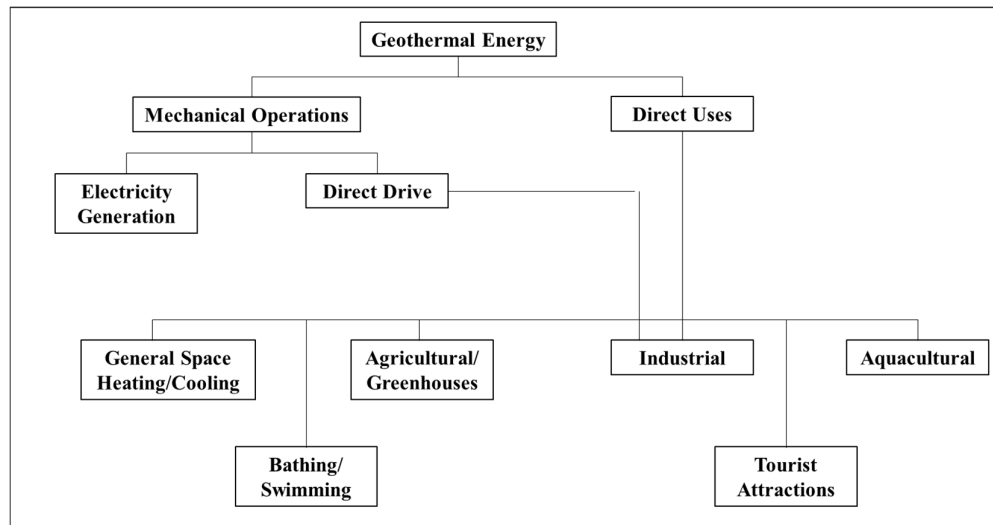 Geothermal Energy
Mechanical Operations
Direct Uses
Electricity
Generation
Direct Drive
General Space
Heating/Cooling
Agricultural/
Greenhouses
Industrial
Aquacultural
Bathing/
Swimming
Tourist
Attractions